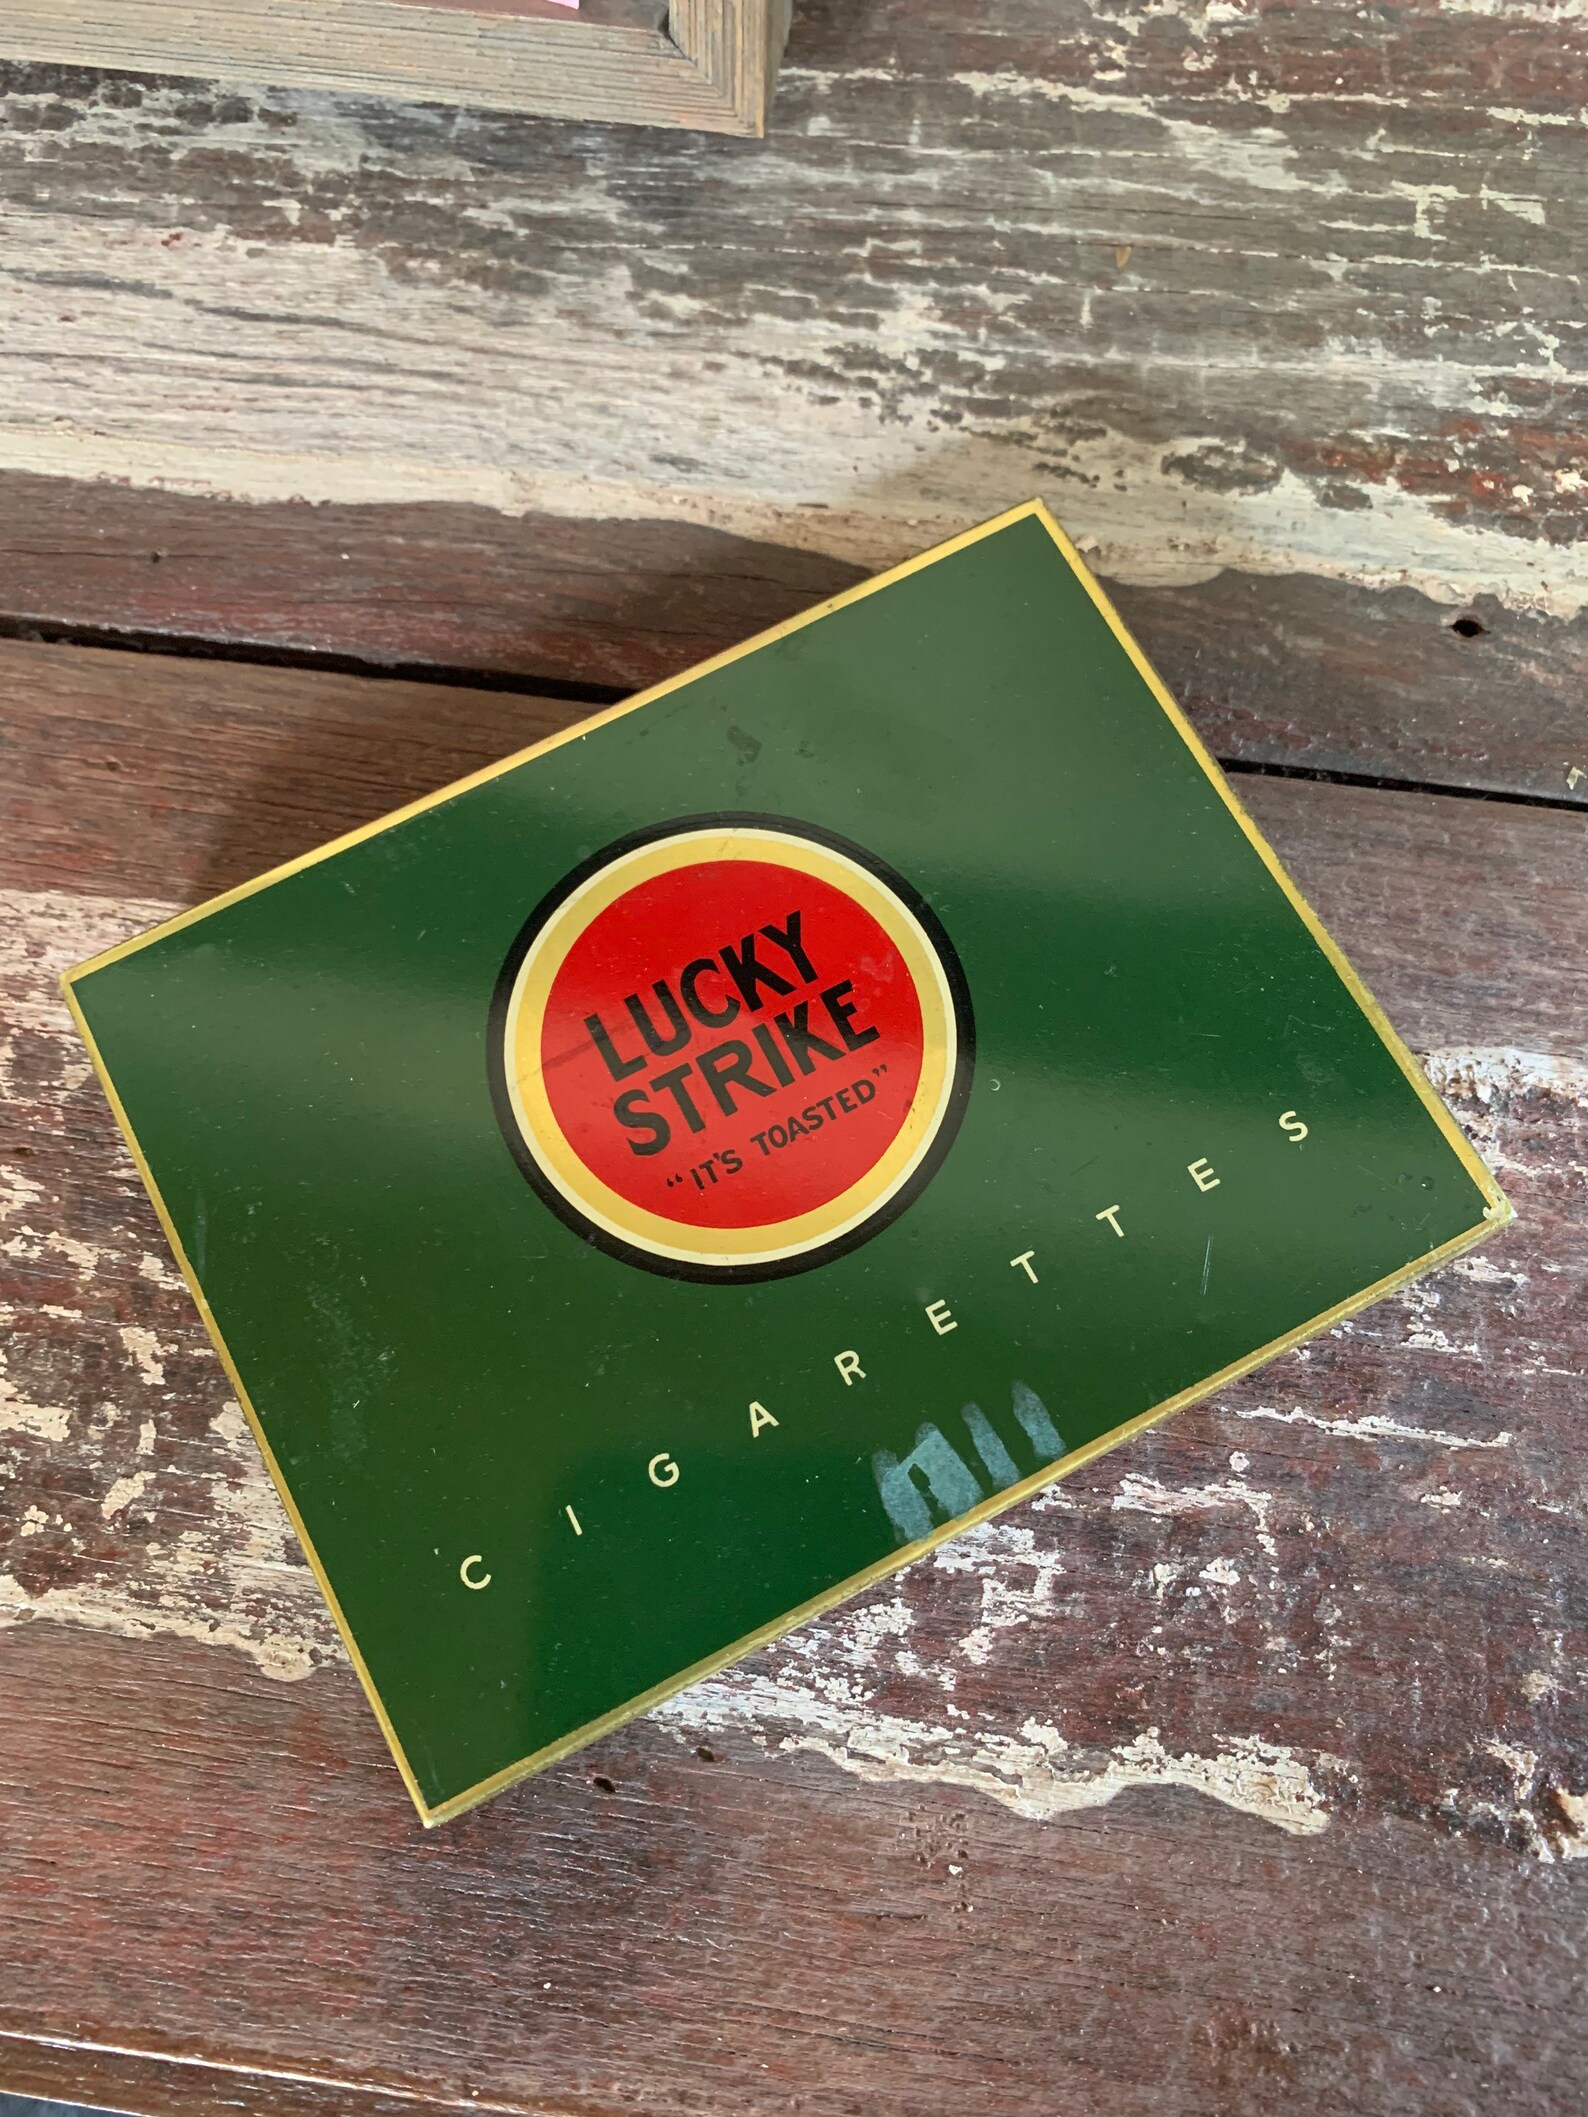 LUCKY
STRIKE
“IT'S TOASTED”
CIGARETTES